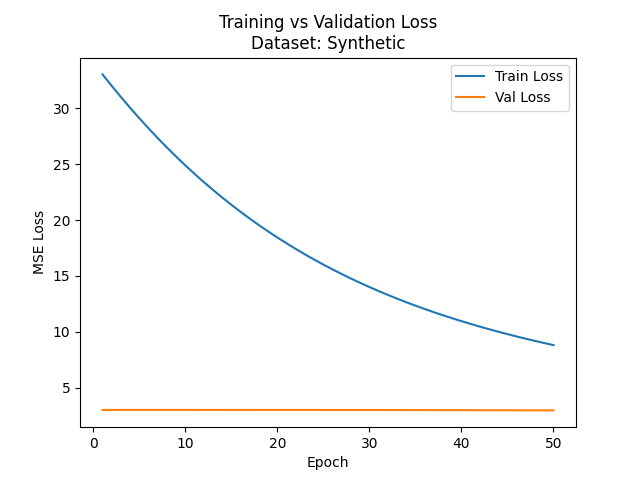 Training vs Validation Loss
Dataset: Synthetic
Train Loss
Val Loss
MSE Loss
30
25
20
15
10
5
0
10
20
30
40
50
Epoch